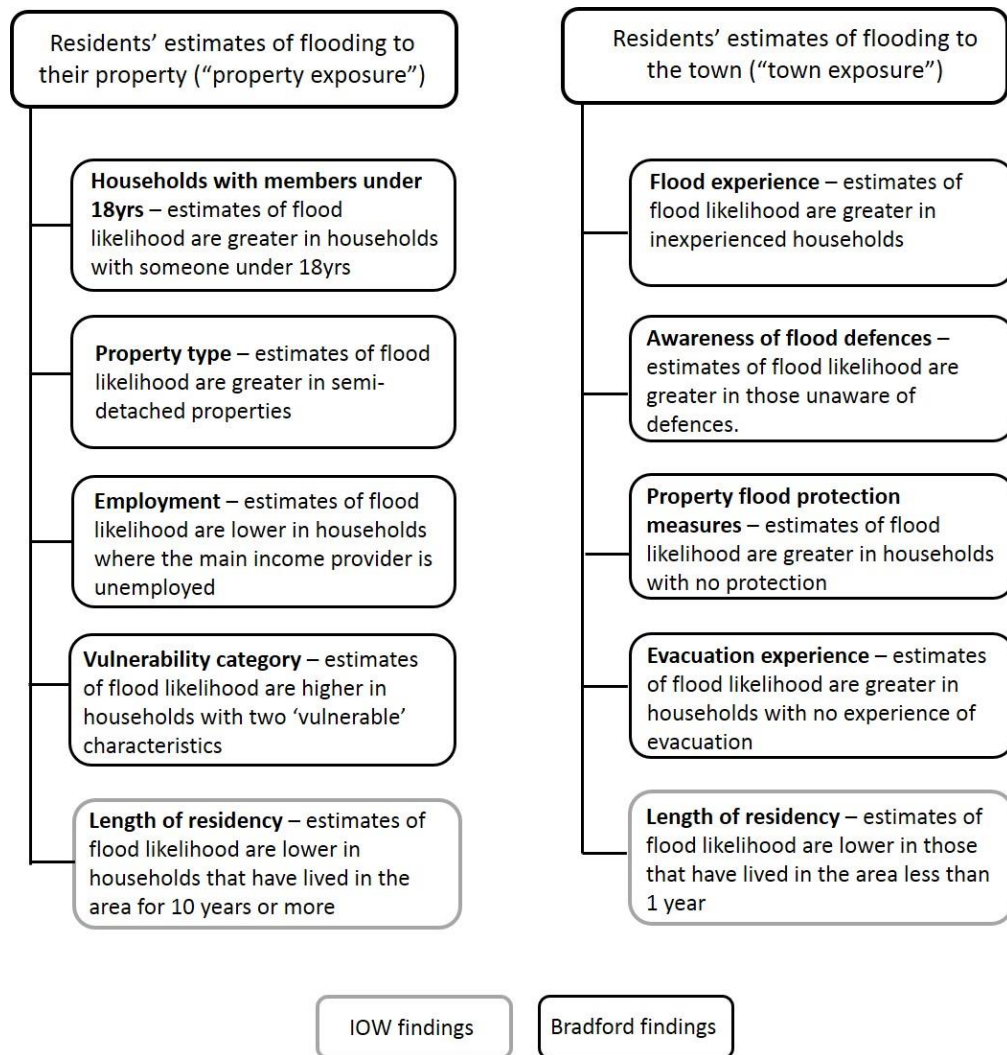 Residents’ estimates of flooding to
their property (“property exposure”)
Households with members under
18yrs – estimates of flood
likelihood are greater in households
with someone under 18yrs
Property type – estimates of flood
likelihood are greater in semi-
detached properties
Employment – estimates of flood
likelihood are lower in households
where the main income provider is
unemployed
Vulnerability category – estimates
of flood likelihood are higher in
households with two ‘vulnerable’
characteristics
Length of residency – estimates of
flood likelihood are lower in
households that have lived in the
area for 10 years or more
Residents’ estimates of flooding to
the town (“town exposure”)
Flood experience – estimates of
flood likelihood are greater in
inexperienced households
Awareness of flood defences –
estimates of flood likelihood are
greater in those unaware of
defences.
Property flood protection
measures – estimates of flood
likelihood are greater in households
with no protection
Evacuation experience – estimates
of flood likelihood are greater in
households with no experience of
evacuation
Length of residency – estimates of
flood likelihood are lower in those
that have lived in the area less than
1 year
IOW findings
Bradford findings